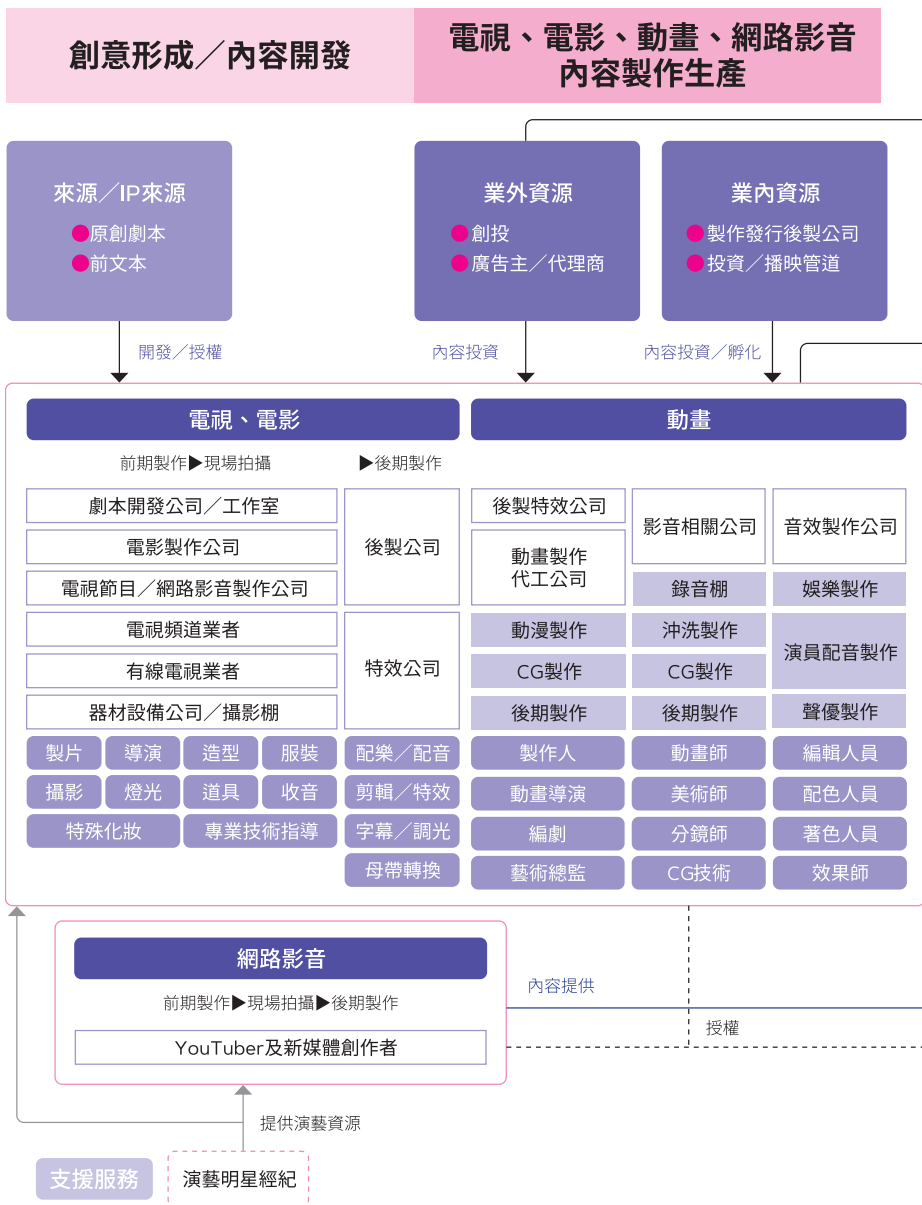 創意形成／內容開發
電視、電影、動畫、網路影音
內容製作生產
來源／IP來源
原創劇本
前文本
業外資源
創投
廣告主／代理商
業內資源
製作發行後製公司
投資／播映管道
開發／授權
內容投資
內容投資／孵化
電視、電影
前期製作▶現場拍攝
▶後期製作
劇本開發公司／工作室
電影製作公司
電視節目／網路影音製作公司
電視頻道業者
有線電視業者
器材設備公司／攝影棚
後製公司
特效公司
製片
導演
造型
服裝
配樂／配音
攝影
燈光
道具
收音
剪輯／特效
特殊化妝
專業技術指導
字幕／調光
母帶轉換
動畫
後製特效公司
動畫製作
代工公司
動漫製作
CG製作
後期製作
影音相關公司
錄音棚
沖洗製作
CG製作
後期製作
音效製作公司
娛樂製作
演員配音製作
聲優製作
製作人
動畫師
編輯人員
動畫導演
美術師
配色人員
編劇
分鏡師
著色人員
藝術總監
CG技術
效果師
網路影音
前期製作▶現場拍攝▶後期製作
YouTuber及新媒體創作者
內容提供
授權
提供演藝資源
支援服務
演藝明星經紀